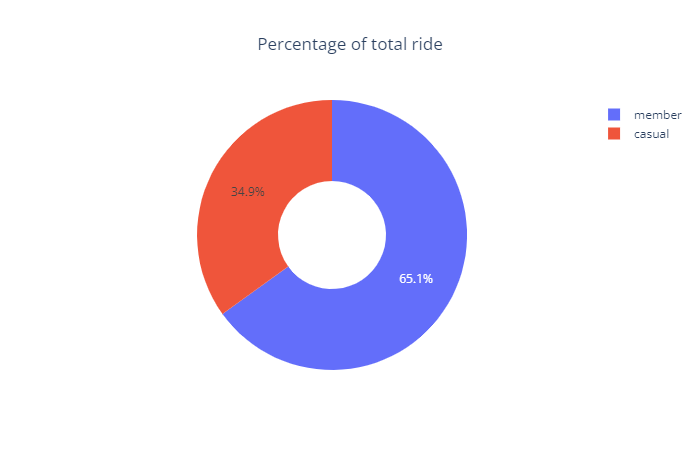 Percentage of total ride
member
casual
34.9%
65.1%